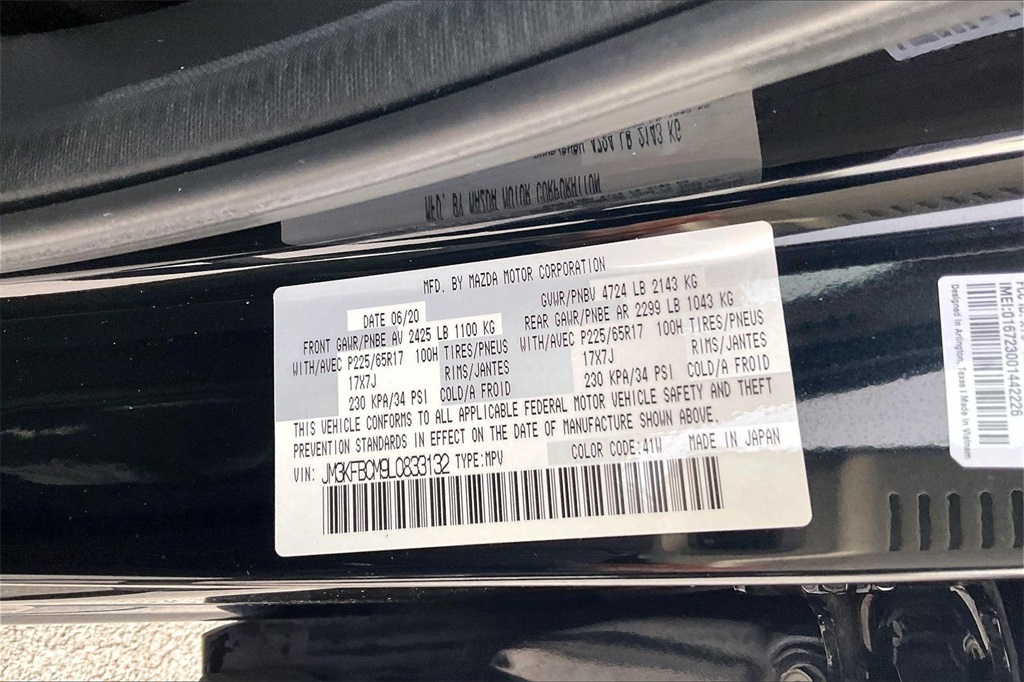 MFD. BY MAZDA MOTOR CORPORATION
DATE 06/20 GVWR/PNBV 4724 LB 2143 KG
FRONT GAWR/PNBE AV 2425 LB 1100 KG REAR GAWR/PNBE AR 2299 LB 1043 KG
WITH/AVEC P225/65R17 100H TIRES/PNEUS WITH/AVEC P225/65R17 100H TIRES/PNEUS
17X7J RIMS/JANTES 17X7J RIMS/JANTES
230 KPA/34 PSI COLD/A FROID 230 KPA/34 PSI COLD/A FROID
THIS VEHICLE CONFORMS TO ALL APPLICABLE FEDERAL MOTOR VEHICLE SAFETY AND THEFT
PREVENTION STANDARDS IN EFFECT ON THE DATE OF MANUFACTURE SHOWN ABOVE.
COLOR CODE:41W MADE IN JAPAN
VIN: JM3KFBCM9L0833132 TYPE:MPV
IMEI:016723001442226
Designed in Arlington, Texas | Made in Vietnam